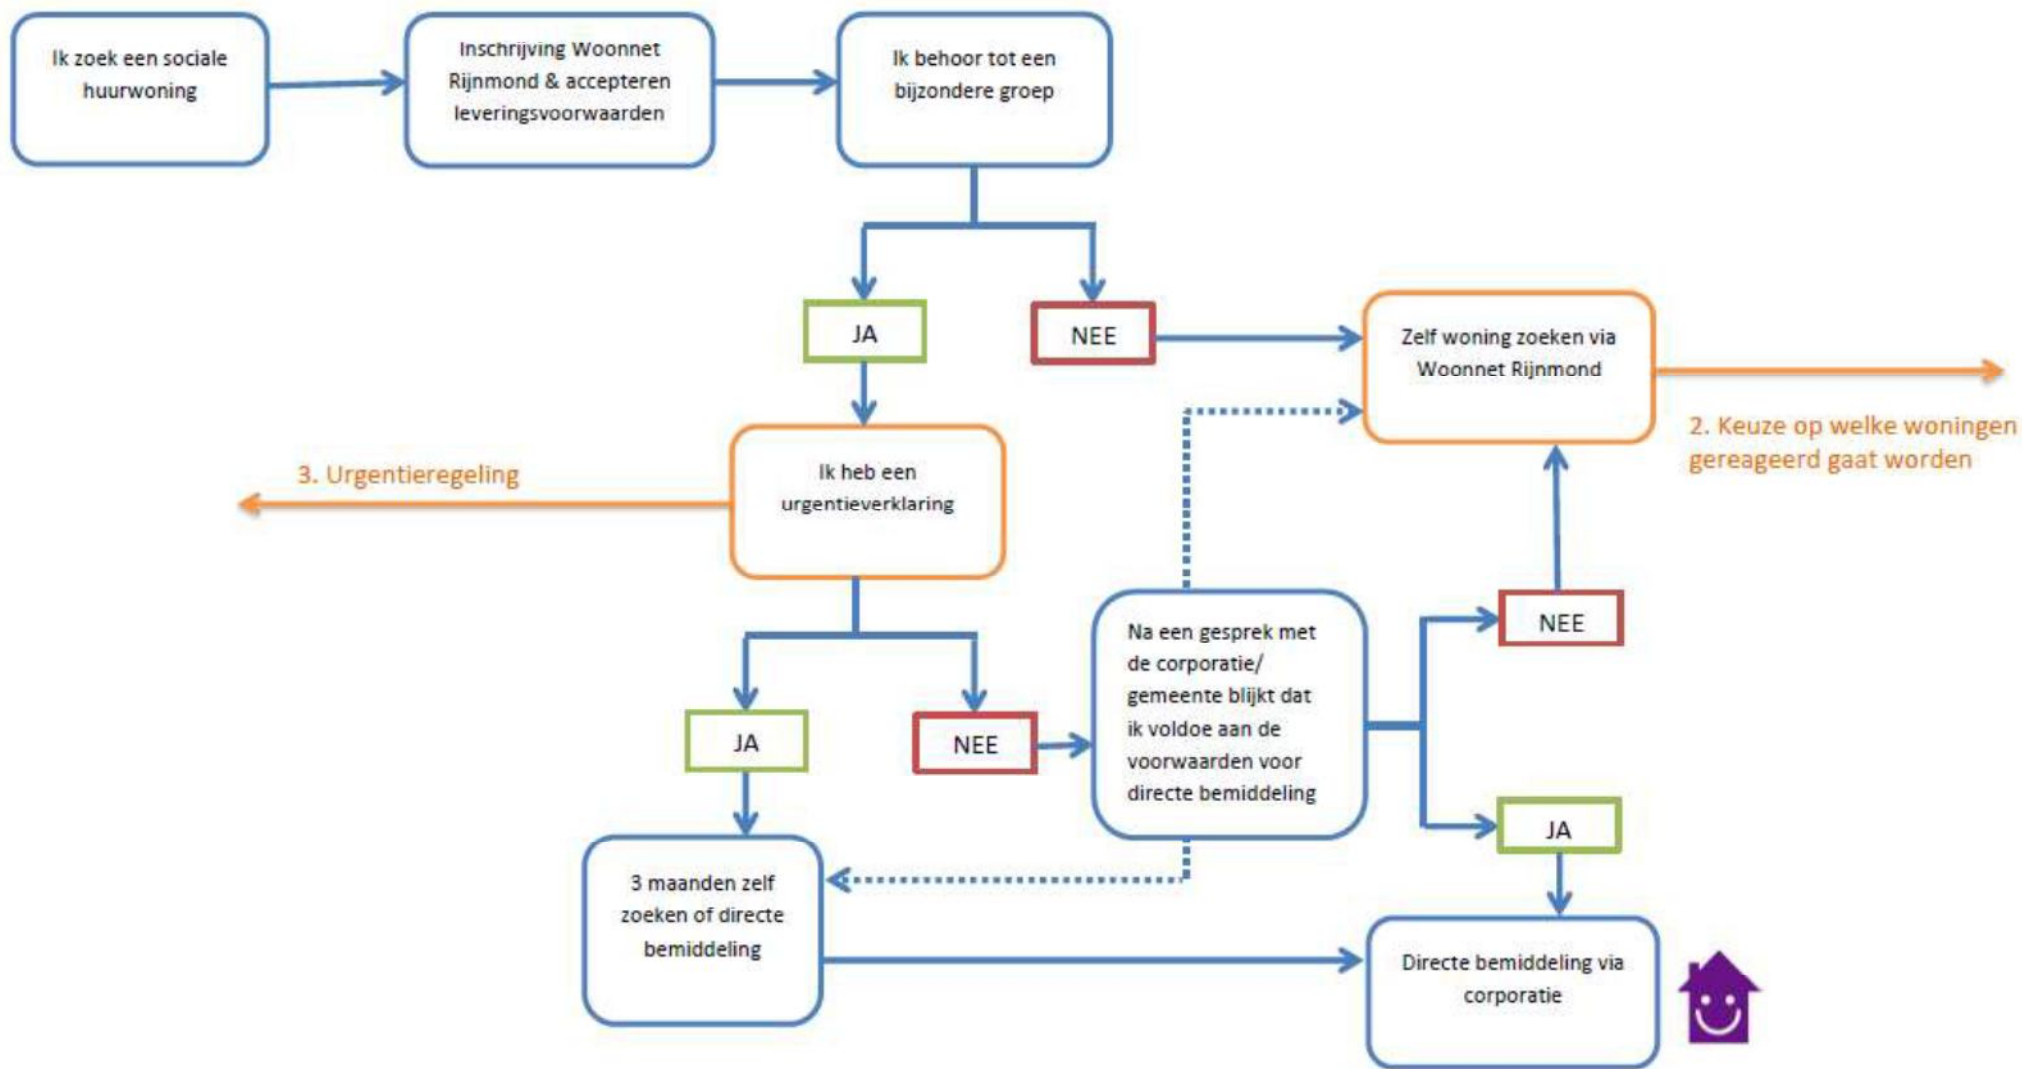 Ik zoek een sociale
huurwoning
Inschrijving Woonnet
Rijnmond & accepteren
leveringsvoorwaarden
Ik behoor tot een
bijzondere groep
JA
NEE
Zelf woning zoeken via
Woonnet Rijnmond
2. Keuze op welke woningen
gereageerd gaat worden
3. Urgentieregeling
Ik heb een
urgentieverklaring
JA
NEE
Na een gesprek met
de corporatie/
gemeente blijkt dat
ik voldoe aan de
voorwaarden voor
directe bemiddeling
NEE
JA
3 maanden zelf
zoeken of directe
bemiddeling
Directe bemiddeling via
corporatie